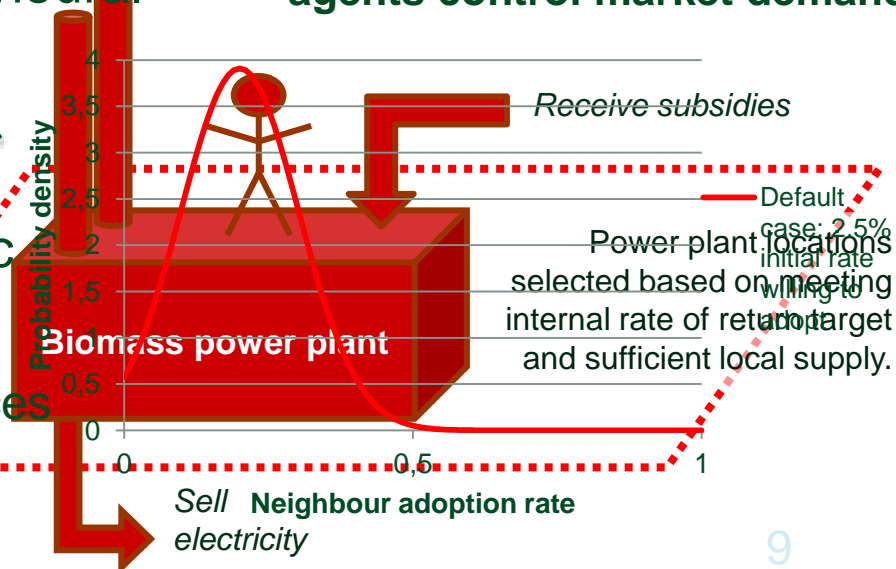 agents control market demand
4
3,5
3
2,5
2
1,5
1
0,5
0
0
0,5
1
Probability density
Neighbour adoption rate
Receive subsidies
Default
case: 2.5%
initial rate
willing to
adopt
Power plant locations
selected based on meeting
internal rate of return target
and sufficient local supply.
Biomass power plant
Sell
electricity
9